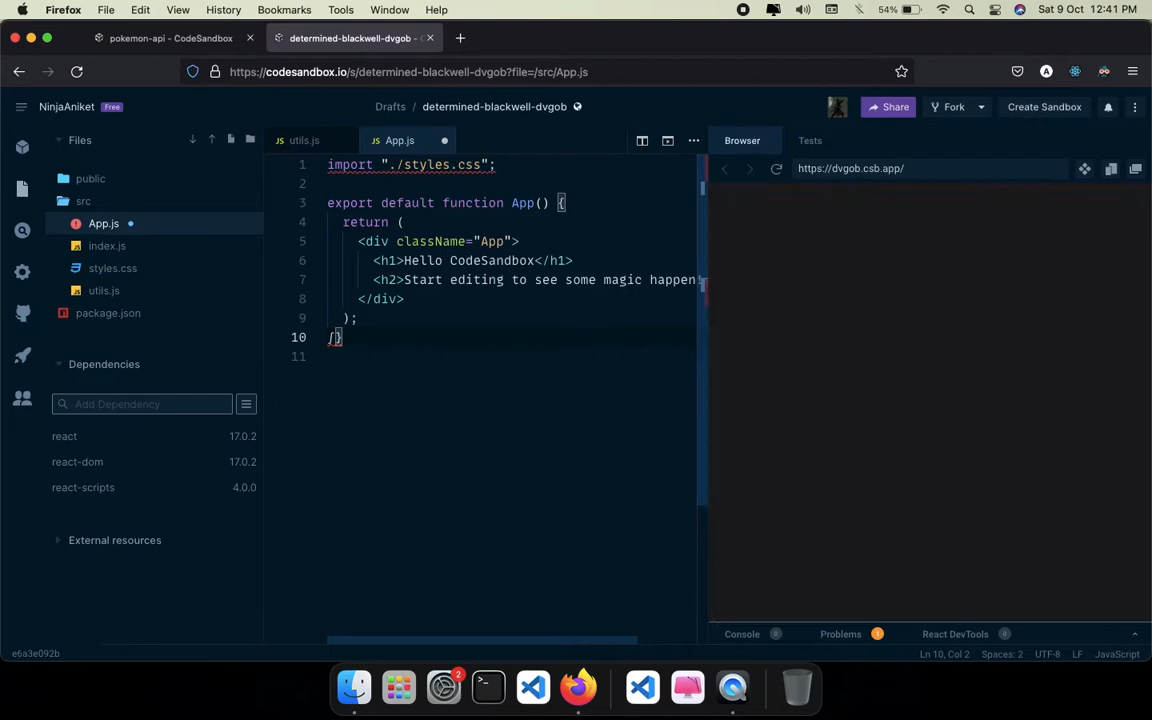 Firefox File Edit View History Bookmarks Tools Window Help 54% Sat 9 Oct 12:41 PM
pokemon-api - CodeSandbox determined-blackwell-dvgob -
https://codesandbox.io/s/determined-blackwell-dvgob?file=/src/App.js
NinjaAniket Free Drafts / determined-blackwell-dvgob Share Fork Create Sandbox
Files utils.js App.js Browser Tests
https://dvgob.csb.app/
public
src
App.js
index.js
styles.css
utils.js
package.json
Dependencies
Add Dependency
react 17.0.2
react-dom 17.0.2
react-scripts 4.0.0
External resources
1 import "./styles.css";
2
3 export default function App() {
4 return (
5 <div className="App">
6 <h1>Hello CodeSandbox</h1>
7 <h2>Start editing to see some magic happen!
8 </div>
9 );
10 }
11
Console 0 Problems 1 React DevTools 0
e6a3e092b Ln 10, Col 2 Spaces: 2 UTF-8 LF JavaScript
2